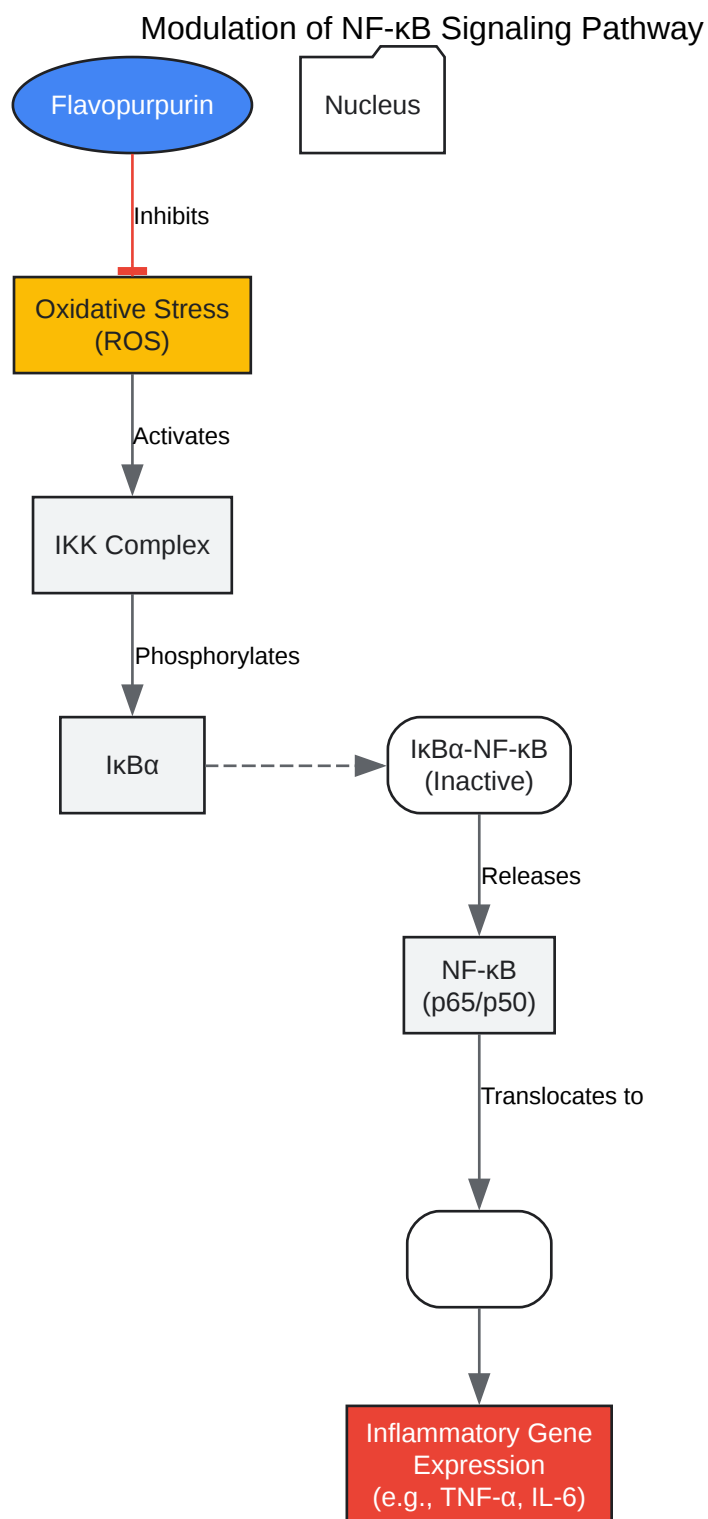 Modulation of NF-κB Signaling Pathway
Flavopurpurin
Nucleus
Inhibits
Oxidative Stress
(ROS)
Activates
IKK Complex
Phosphorylates
IκBα
IκBα-NF-κB
(Inactive)
Releases
NF-κB
(p65/p50)
Translocates to
Inflammatory Gene
Expression
(e.g., TNF-α, IL-6)